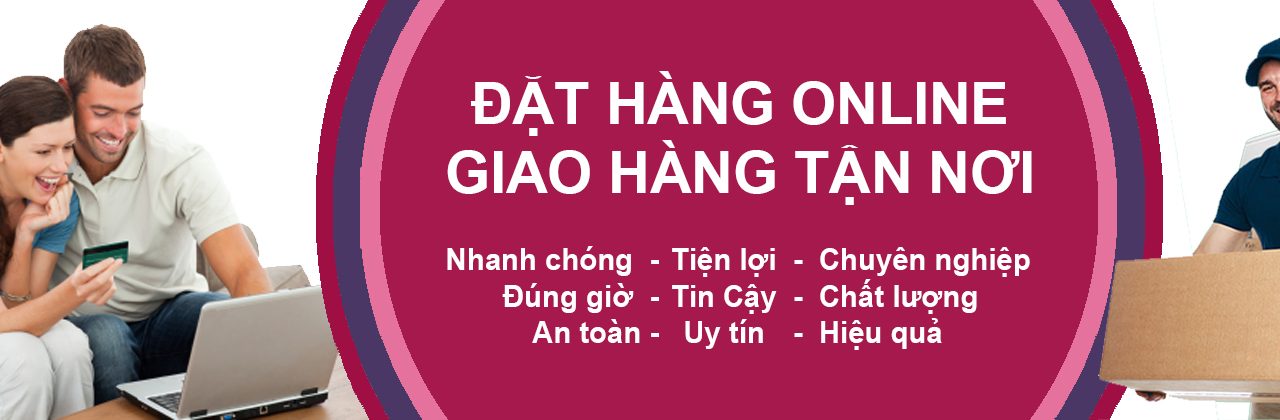 ĐẶT HÀNG ONLINE
GIAO HÀNG TẬN NƠI
Nhanh chóng - Tiện lợi - Chuyên nghiệp
Đúng giờ - Tin Cậy - Chất lượng
An toàn - Uy tín - Hiệu quả